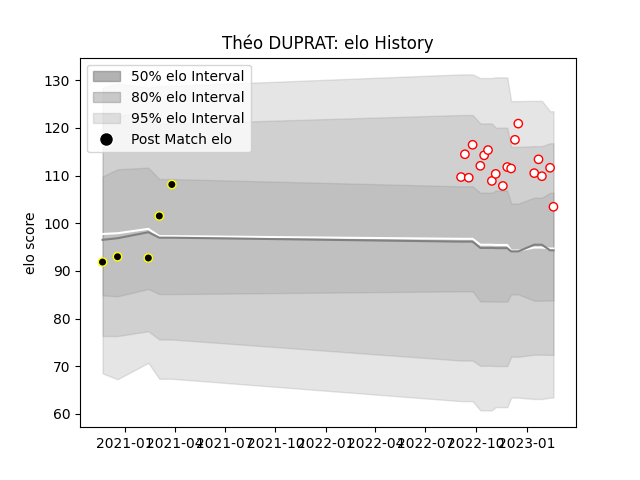 Théo DUPRAT: elo History
50% elo Interval
80% elo Interval
95% elo Interval
Post Match elo
elo score
130
120
110
100
90
80
70
60
2021-01
2021-04
2021-07
2021-10
2022-01
2022-04
2022-07
2022-10
2023-01